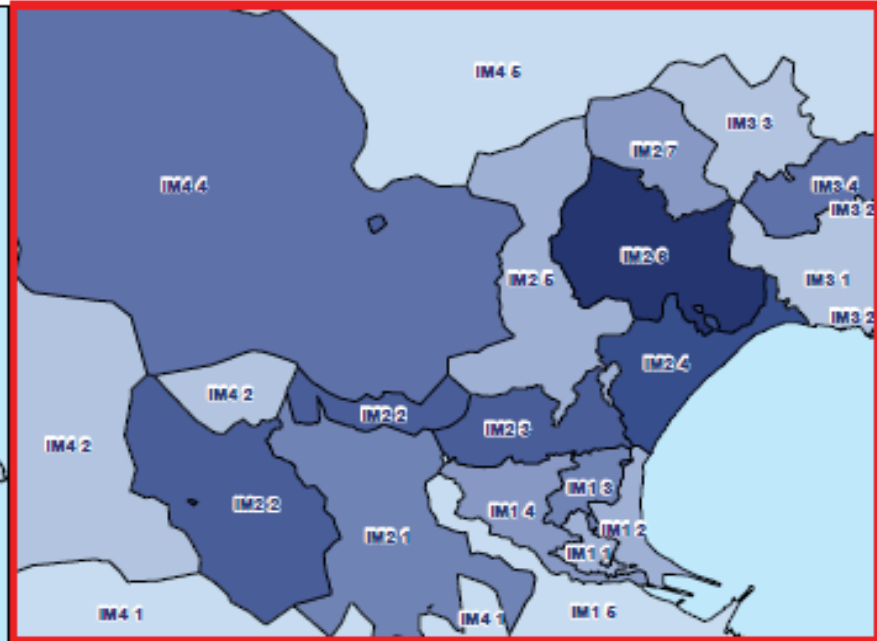 IM4 5
IM3 3
IM2 7
IM4 4
IM3 4
IM3 2
IM2 6
IM2 5
IM3 1
IM3 2
IM2 4
IM4 2
IM2 2
IM2 3
IM4 2
IM1 3
IM2 2
IM1 4
IM1 2
IM2 1
IM1 1
IM4 1
IM4 1
IM1 5